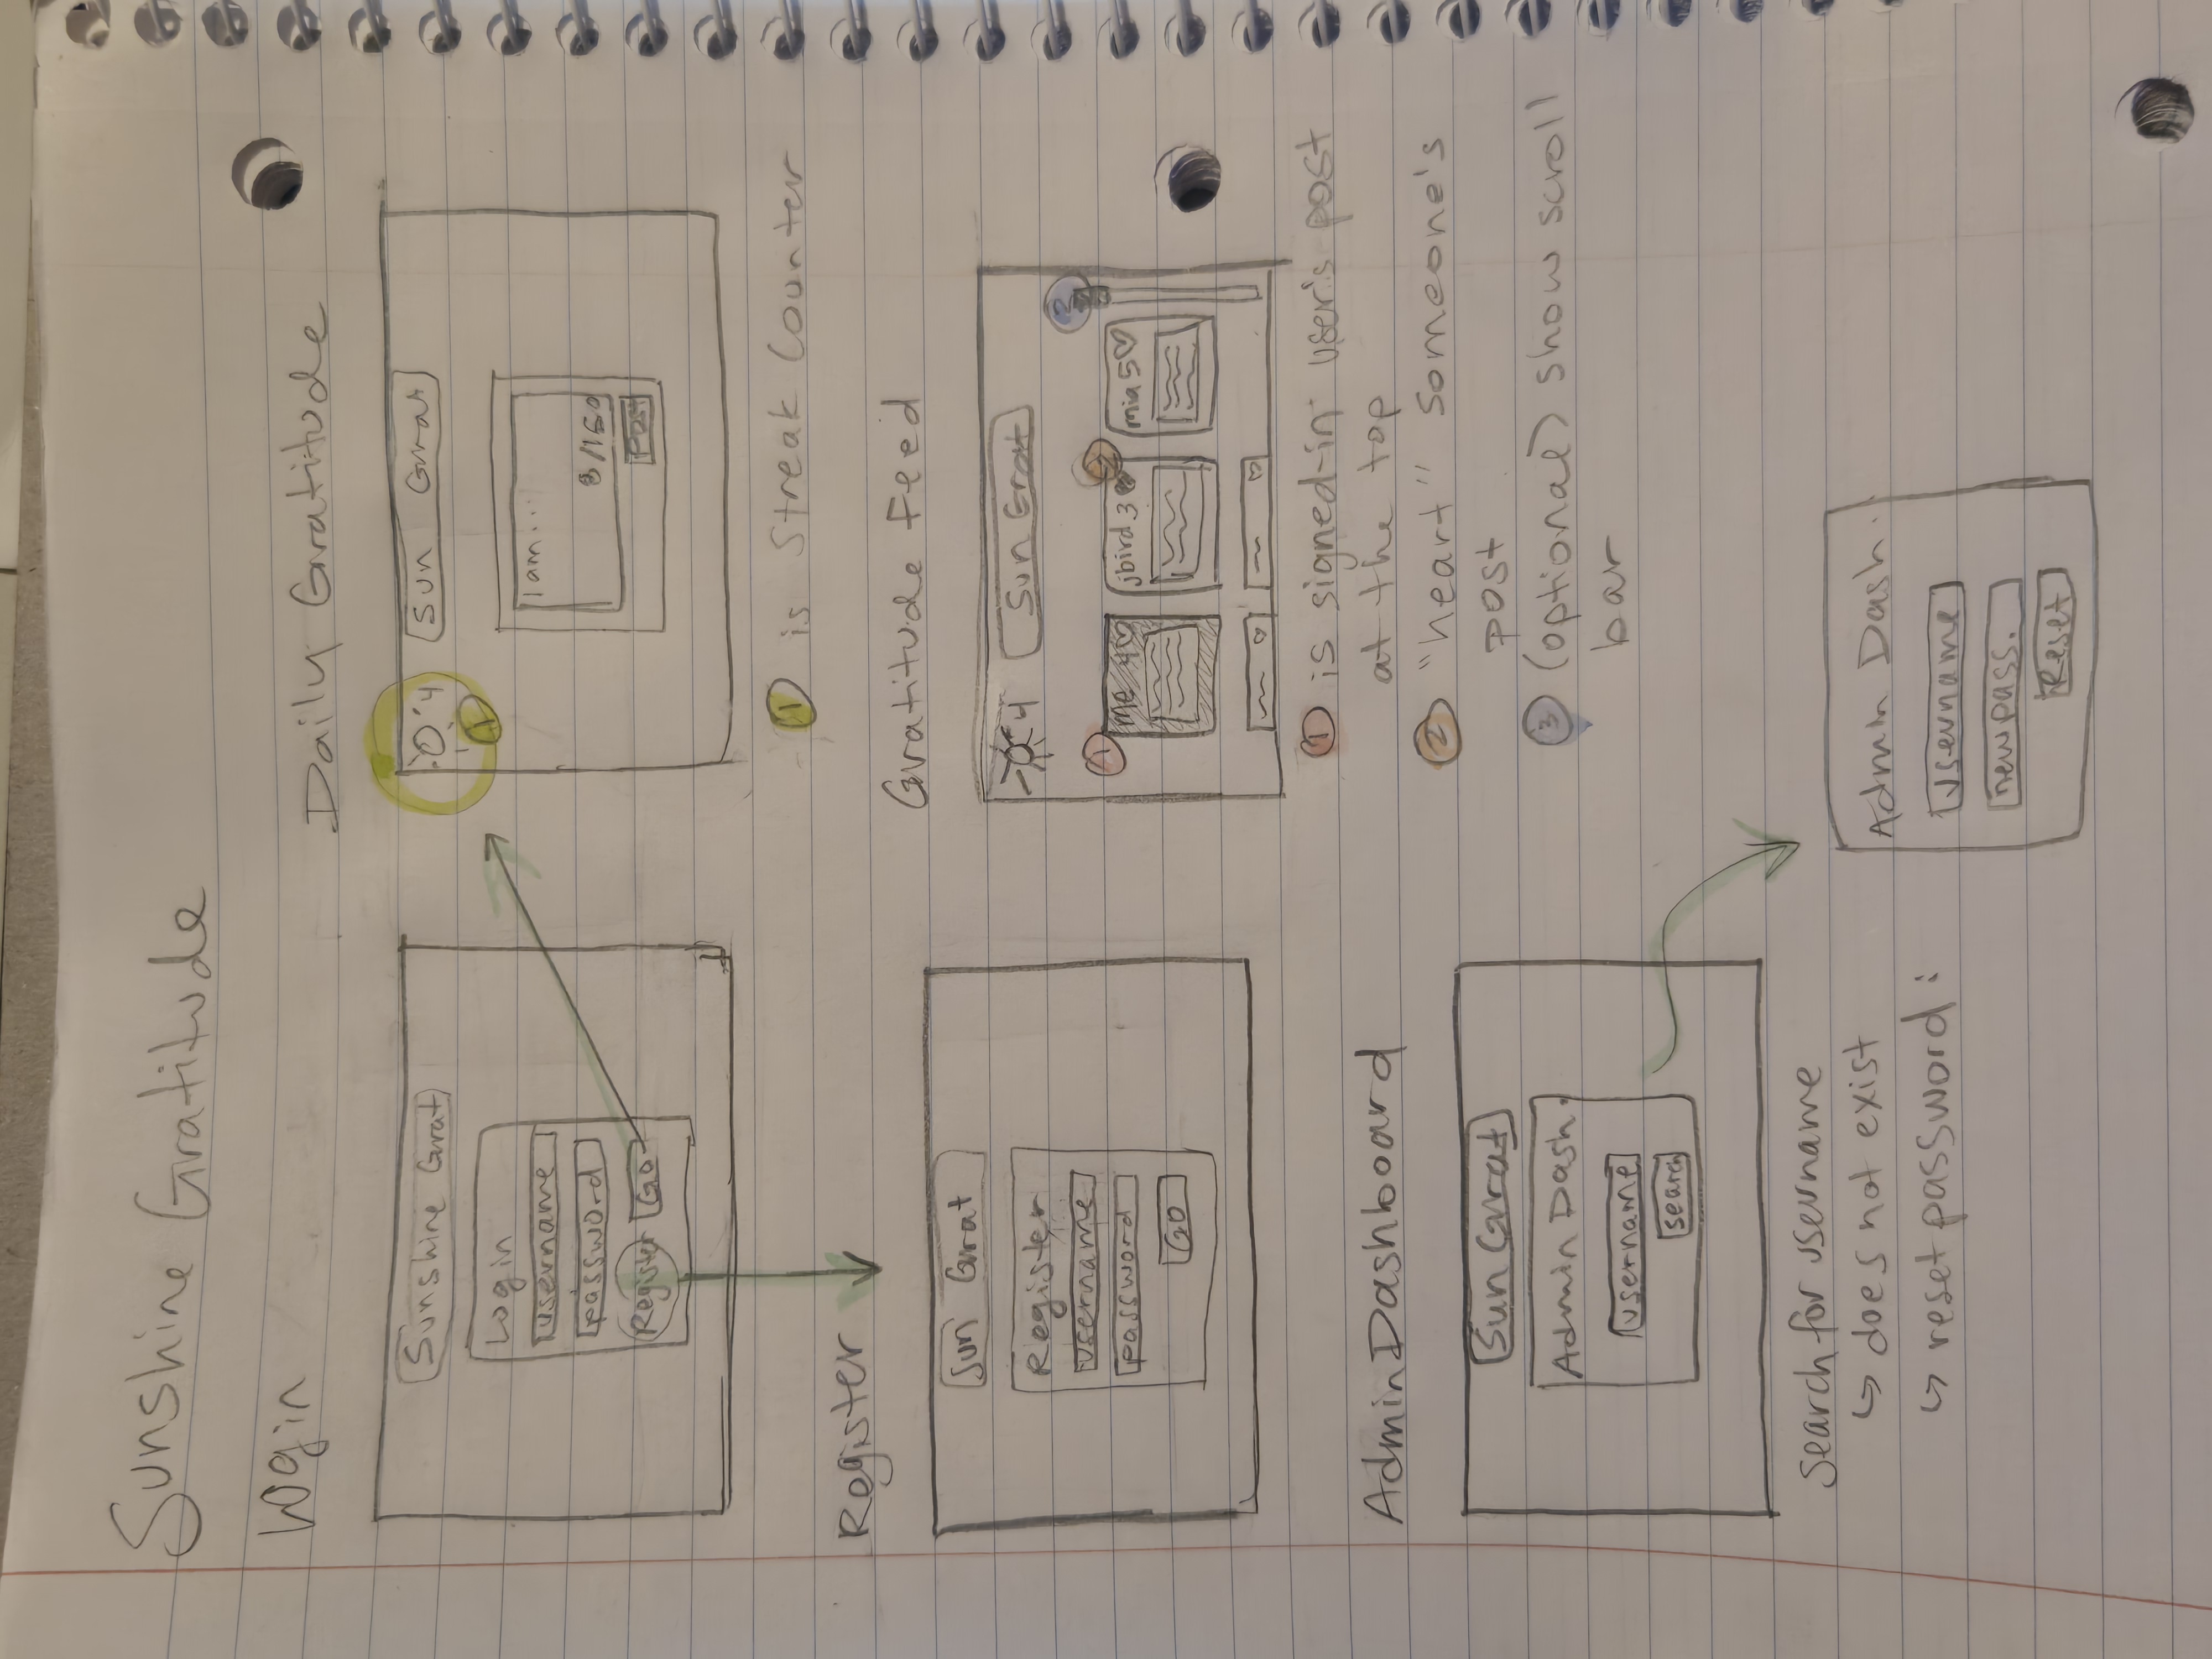 Sunshine Gratitude
Login
Sunshine Grat
Login
username
password
Register Go
Daily Gratitude
4 Sun Grat
1
I am...
8/150
Post
1 is Streak Counter
Register
Sun Grat
Register
username
password
GO
Gratitude Feed
4 Sun Grat
3
1 2
me 4♡ jbird 3♥ mia 5♡
♡ ♡
1 is signed-in user's post
at the top
2 "heart" someone's
post
3 (optional) show scroll
bar
Admin Dashboard
Sun Grat
Admin Dash.
username
search
search for username
↳ does not exist
↳ reset password:
Admin Dash.
username
new pass.
Reset